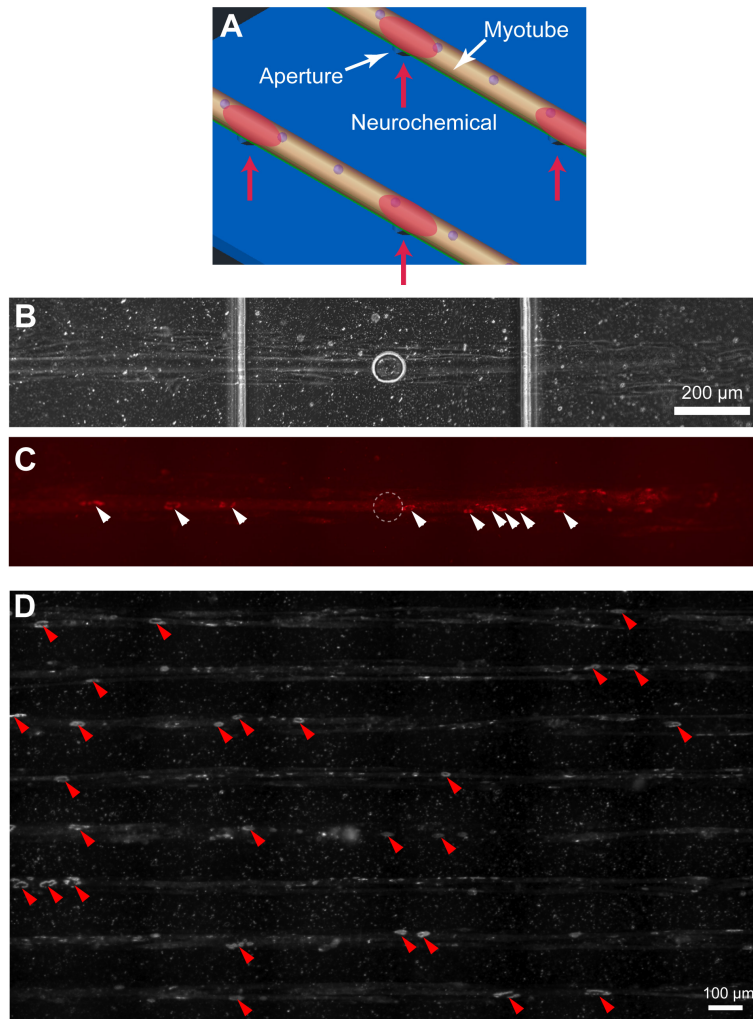 A
Myotube
Aperture
Neurochemical
B
200 µm
C
D
100 µm